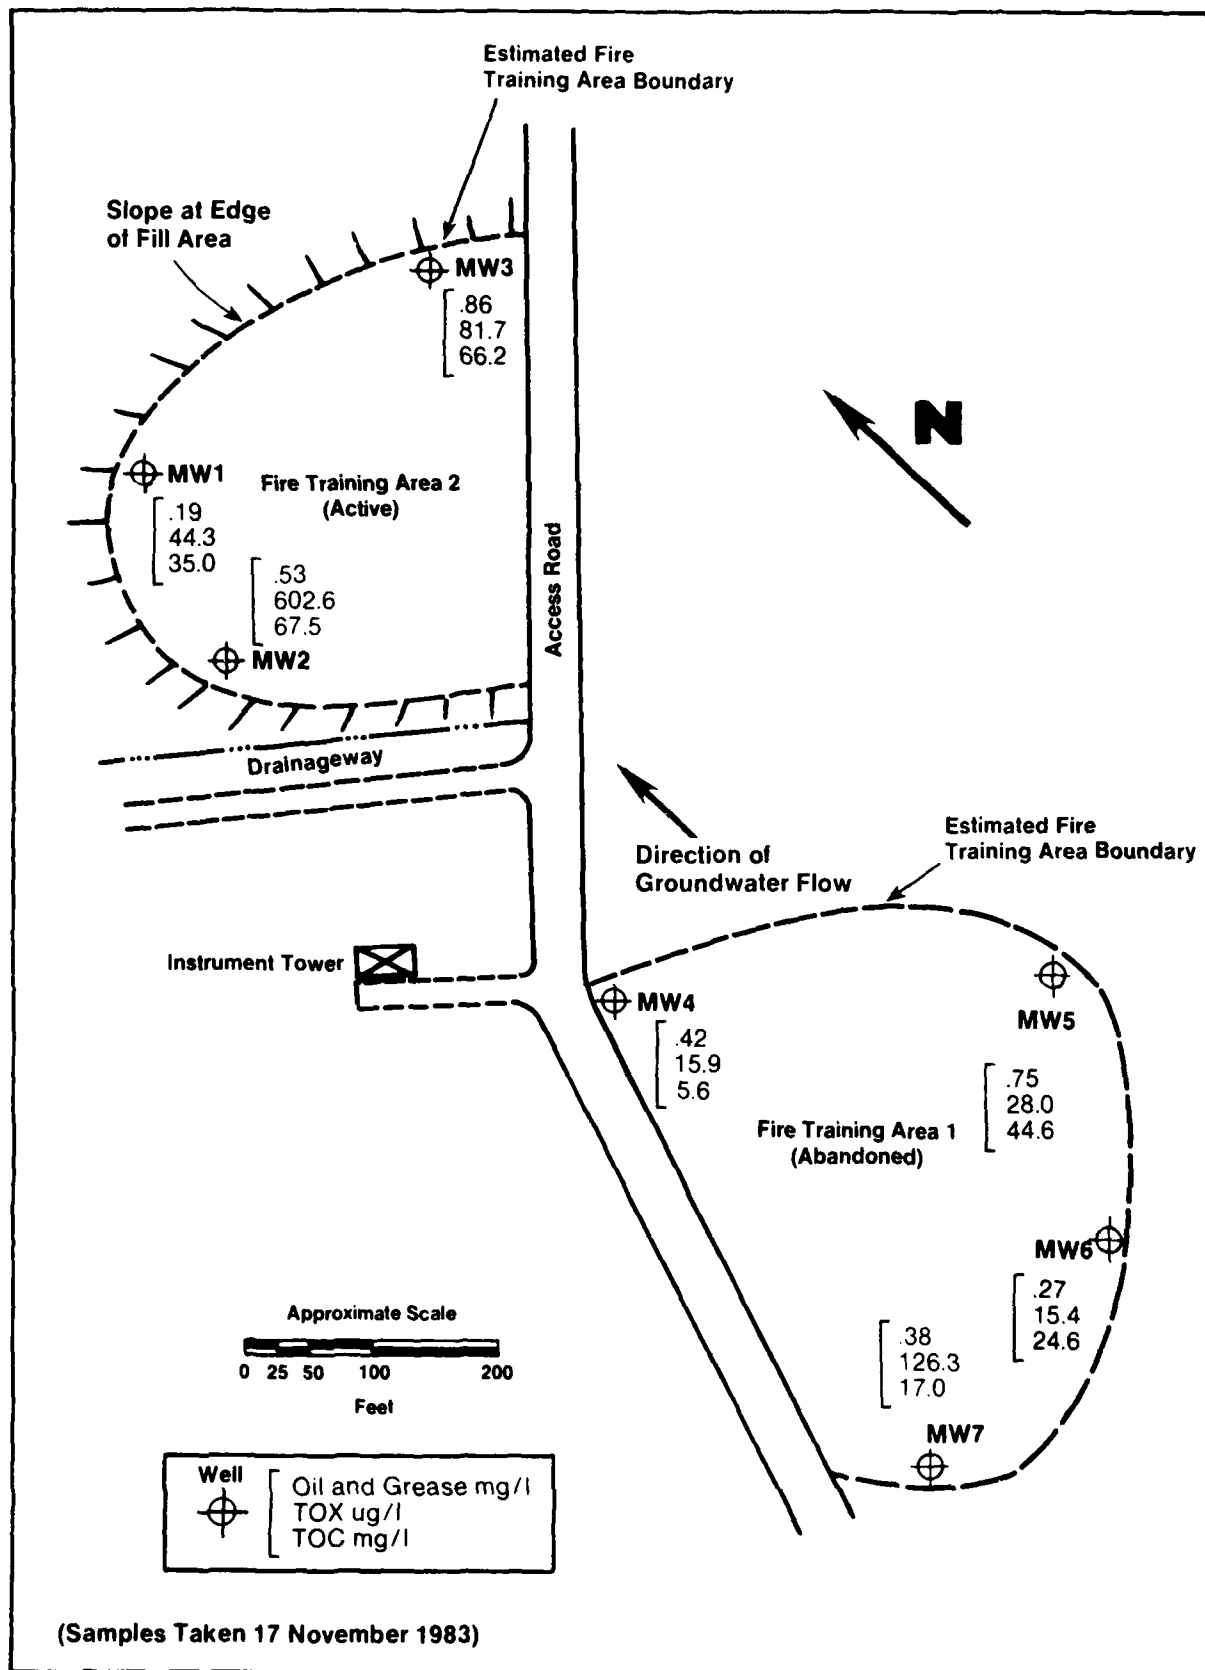 Estimated Fire
Training Area Boundary
Slope at Edge
of Fill Area
MW3
.86
81.7
66.2
N
MW1
.19
44.3
35.0
Fire Training Area 2
(Active)
.53
602.6
67.5
MW2
Access Road
Drainageway
Direction of
Groundwater Flow
Estimated Fire
Training Area Boundary
Instrument Tower
MW4
.42
15.9
5.6
MW5
.75
28.0
44.6
Fire Training Area 1
(Abandoned)
MW6
.27
15.4
24.6
.38
126.3
17.0
MW7
Approximate Scale
0 25 50 100 200
Feet
Well
Oil and Grease mg/l
TOX ug/l
TOC mg/l
(Samples Taken 17 November 1983)